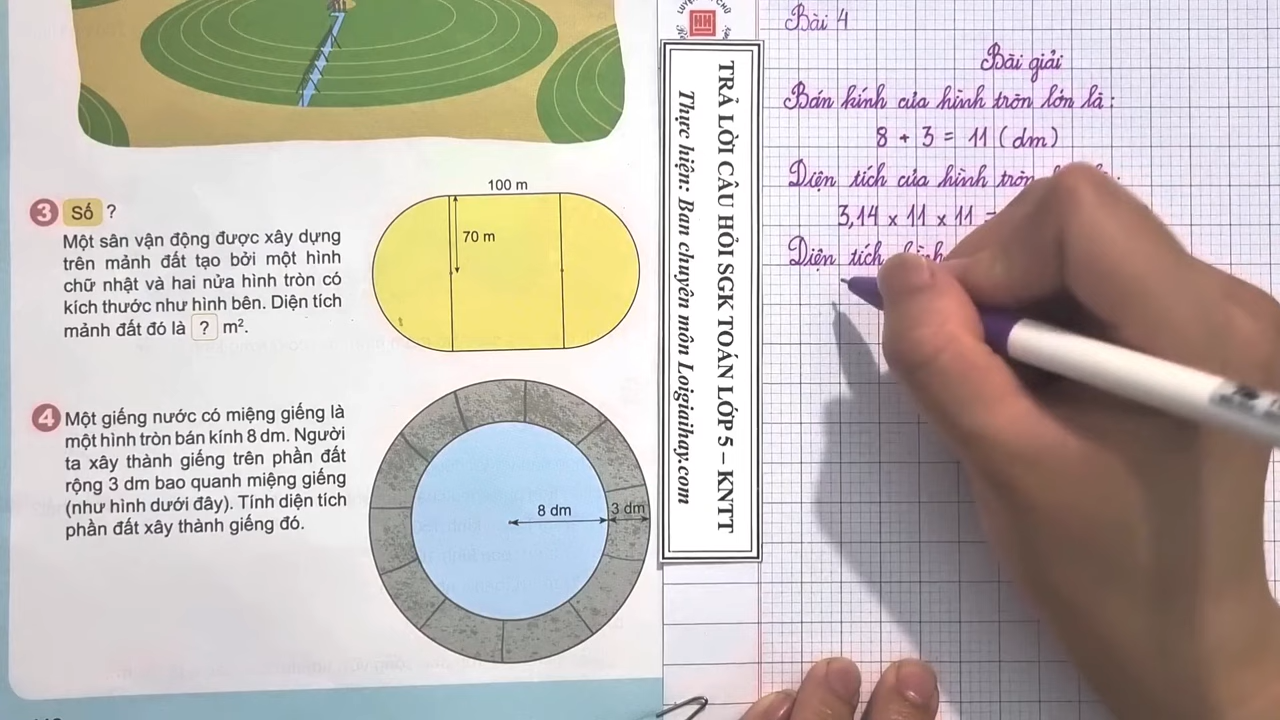 100 m
3 Số ?
70 m
Một sân vận động được xây dựng
trên mảnh đất tạo bởi một hình
chữ nhật và hai nửa hình tròn có
kích thước như hình bên. Diện tích
mảnh đất đó là ? m².
4 Một giếng nước có miệng giếng là
một hình tròn bán kính 8 dm. Người
ta xây thành giếng trên phần đất
rộng 3 dm bao quanh miệng giếng
(như hình dưới đây). Tính diện tích
phần đất xây thành giếng đó.
8 dm
3 dm
TRẢ LỜI CÂU HỎI SGK TOÁN LỚP 5 – KNTT
Thực hiện: Ban chuyên môn Loigiaihay.com
Bài 4
Bài giải
Bán kính của hình tròn lớn là:
8 + 3 = 11 (dm)
Diện tích của hình tròn
3,14 x 11 x 11 =
Diện tích